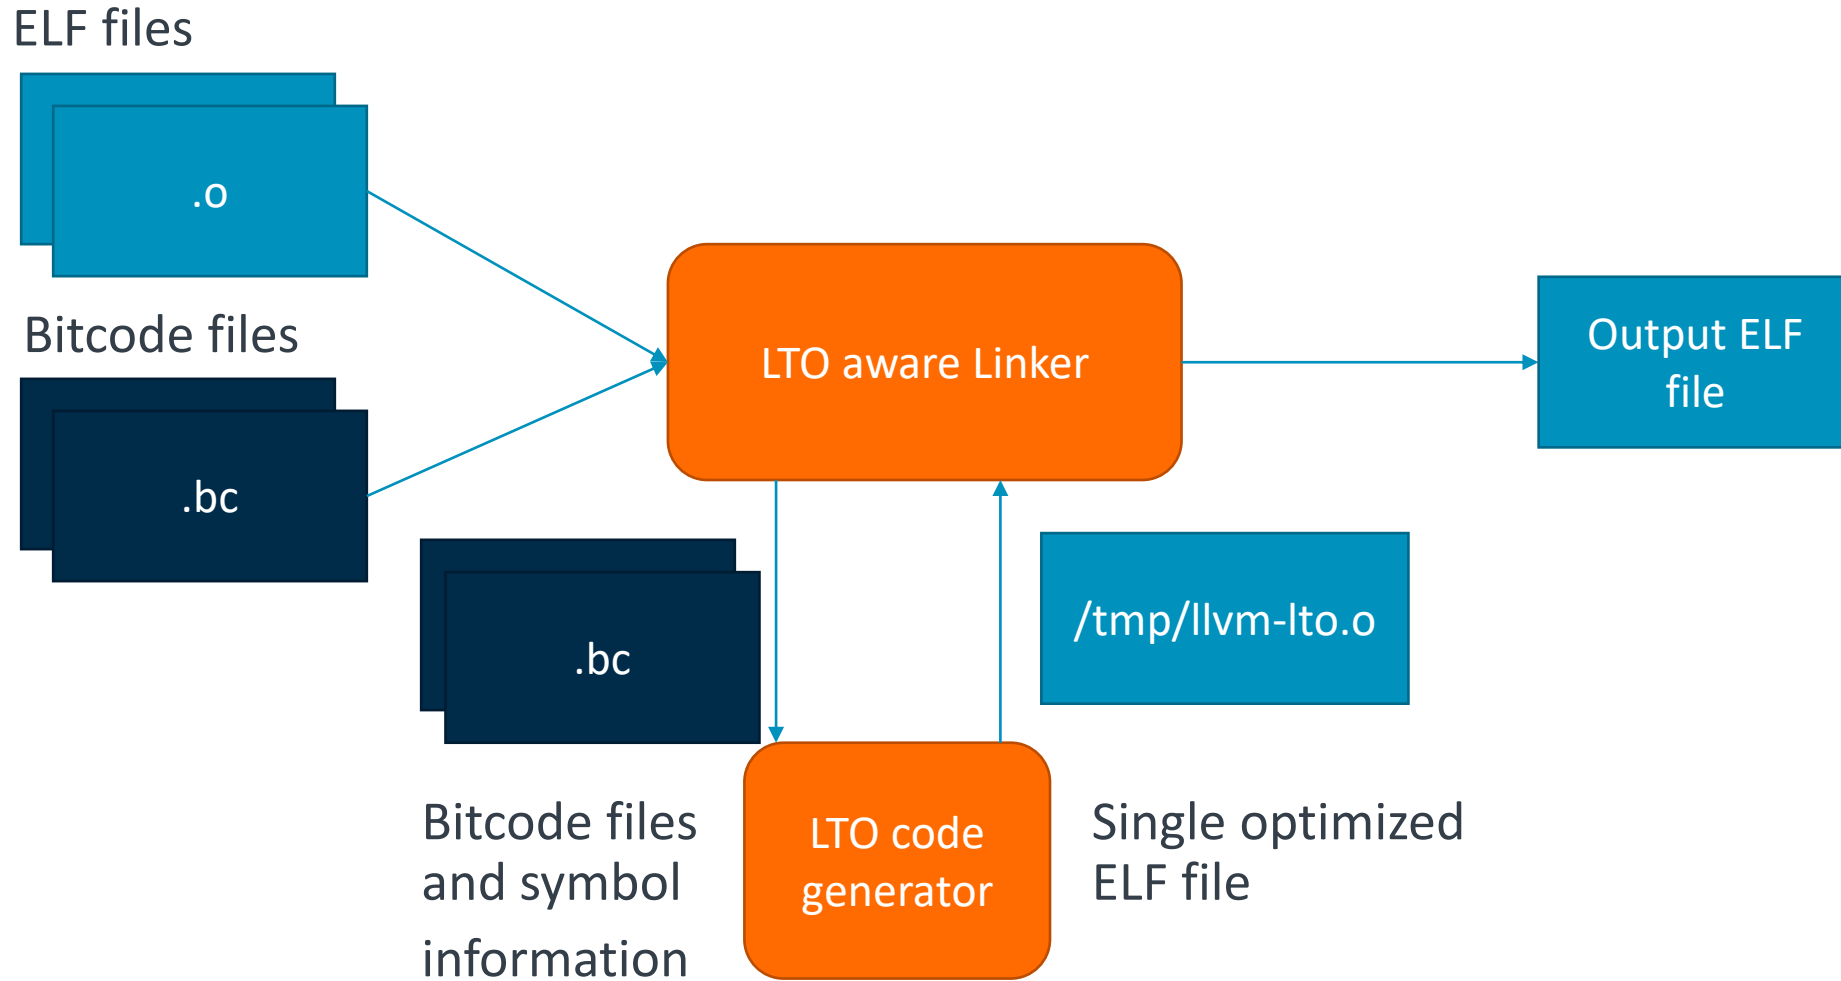 ELF files
.o
Bitcode files
.bc
LTO aware Linker
Output ELF
file
.bc
/tmp/llvm-lto.o
Bitcode files
and symbol
information
LTO code
generator
Single optimized
ELF file